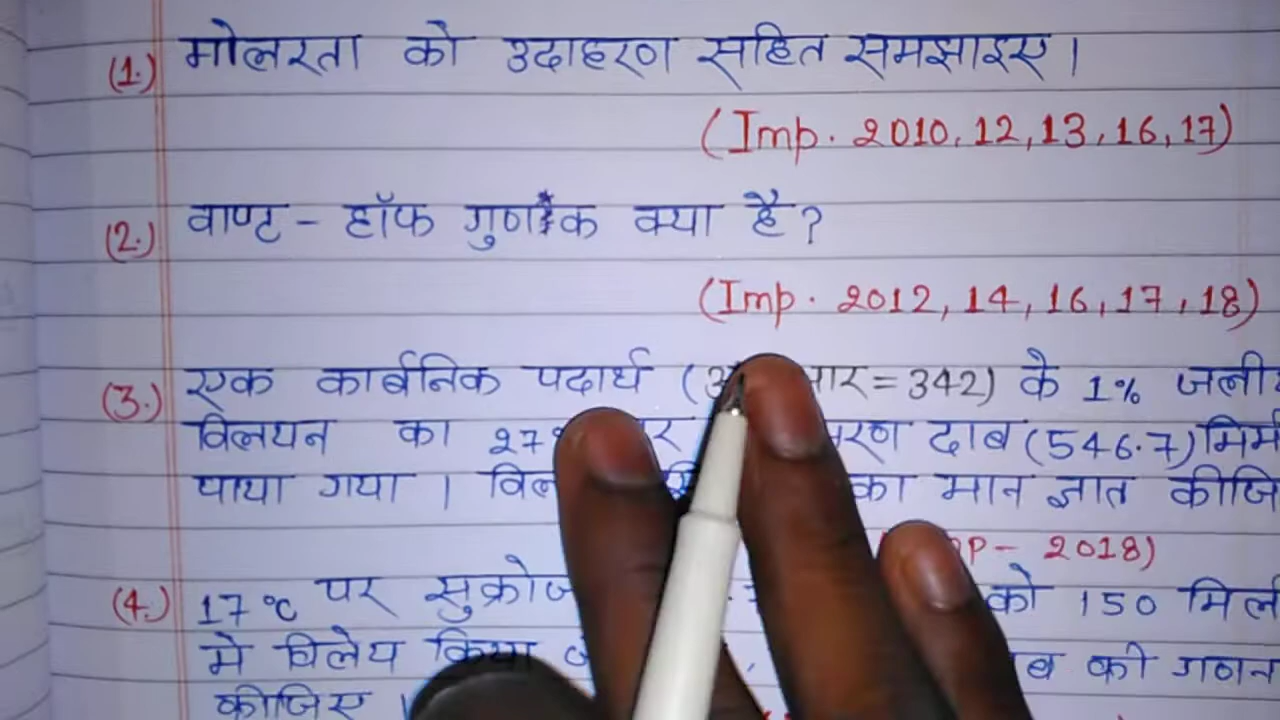 (1.) मोलरता को उदाहरण सहित समझाइए।
(Imp. 2010, 12, 13, 16, 17)
(2.) वाण्ट - हॉफ गुणांक क्या है?
(Imp. 2012, 14, 16, 17, 18)
(3.) एक कार्बनिक पदार्थ ( = 342) के 1% जली
विलयन का दाब (546.7) मिमी
पाया गया । का मान ज्ञात कीजि
- 2018)
(4.) 17°C पर को 150 मिली
मे विलेय किया की गणन
कीजिए ।